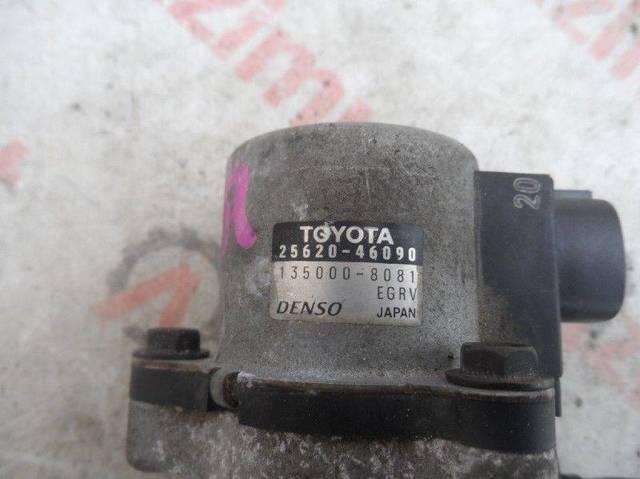 TOYOTA
25620-46090
135000-8081
EGRV
DENSO JAPAN
20